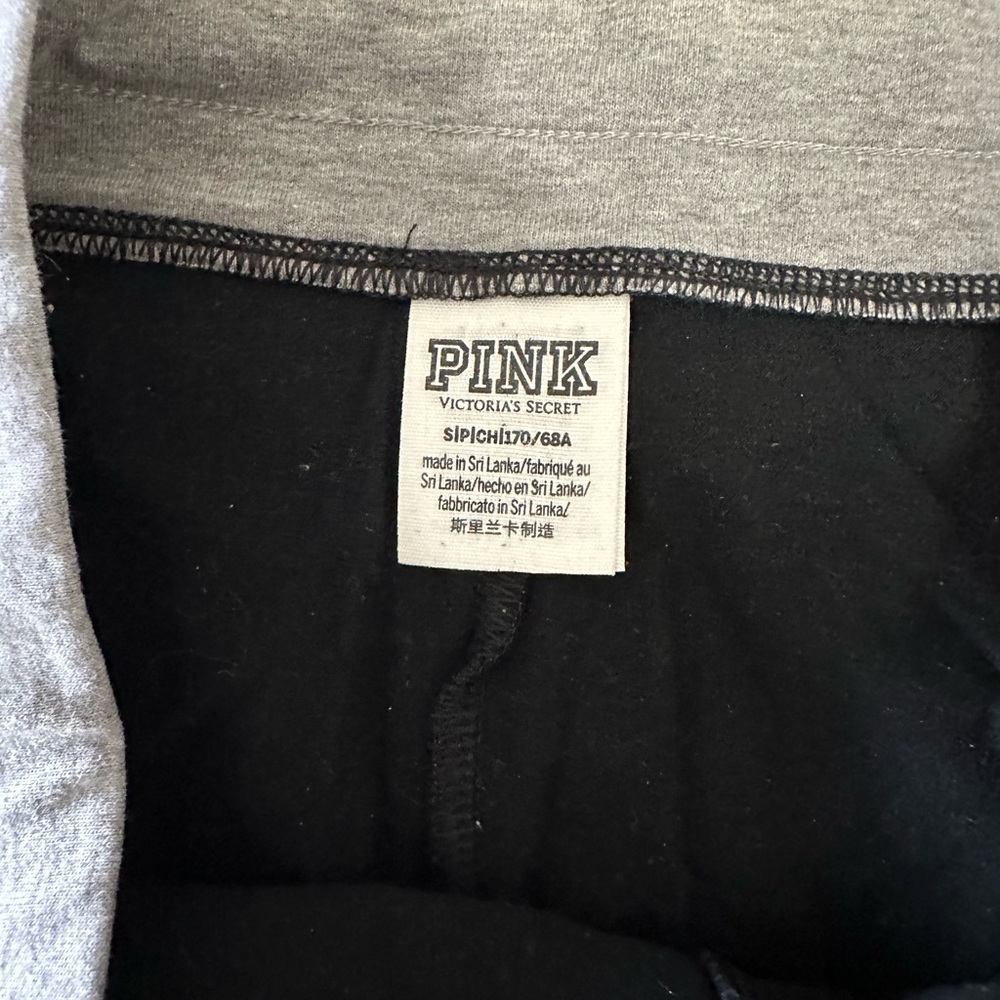 PINK
VICTORIA'S SECRET
S|P|CH|170/68A
made in Sri Lanka/fabriqué au
Sri Lanka/hecho en Sri Lanka/
fabbricato in Sri Lanka/
斯里兰卡制造